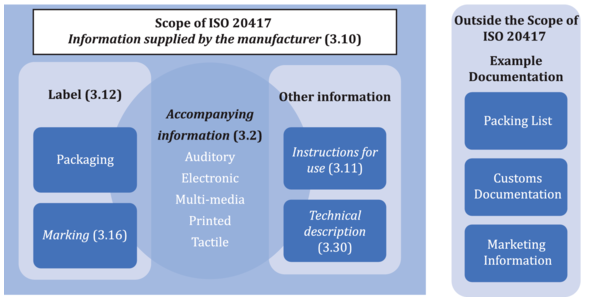 Scope of ISO 20417
Information supplied by the manufacturer (3.10)
Label (3.12)
Packaging
Marking (3.16)
Accompanying
information (3.2)
Auditory
Electronic
Multi-media
Printed
Tactile
Other information
Instructions for
use (3.11)
Technical
description
(3.30)
Outside the Scope of
ISO 20417
Example
Documentation
Packing List
Customs
Documentation
Marketing
Information